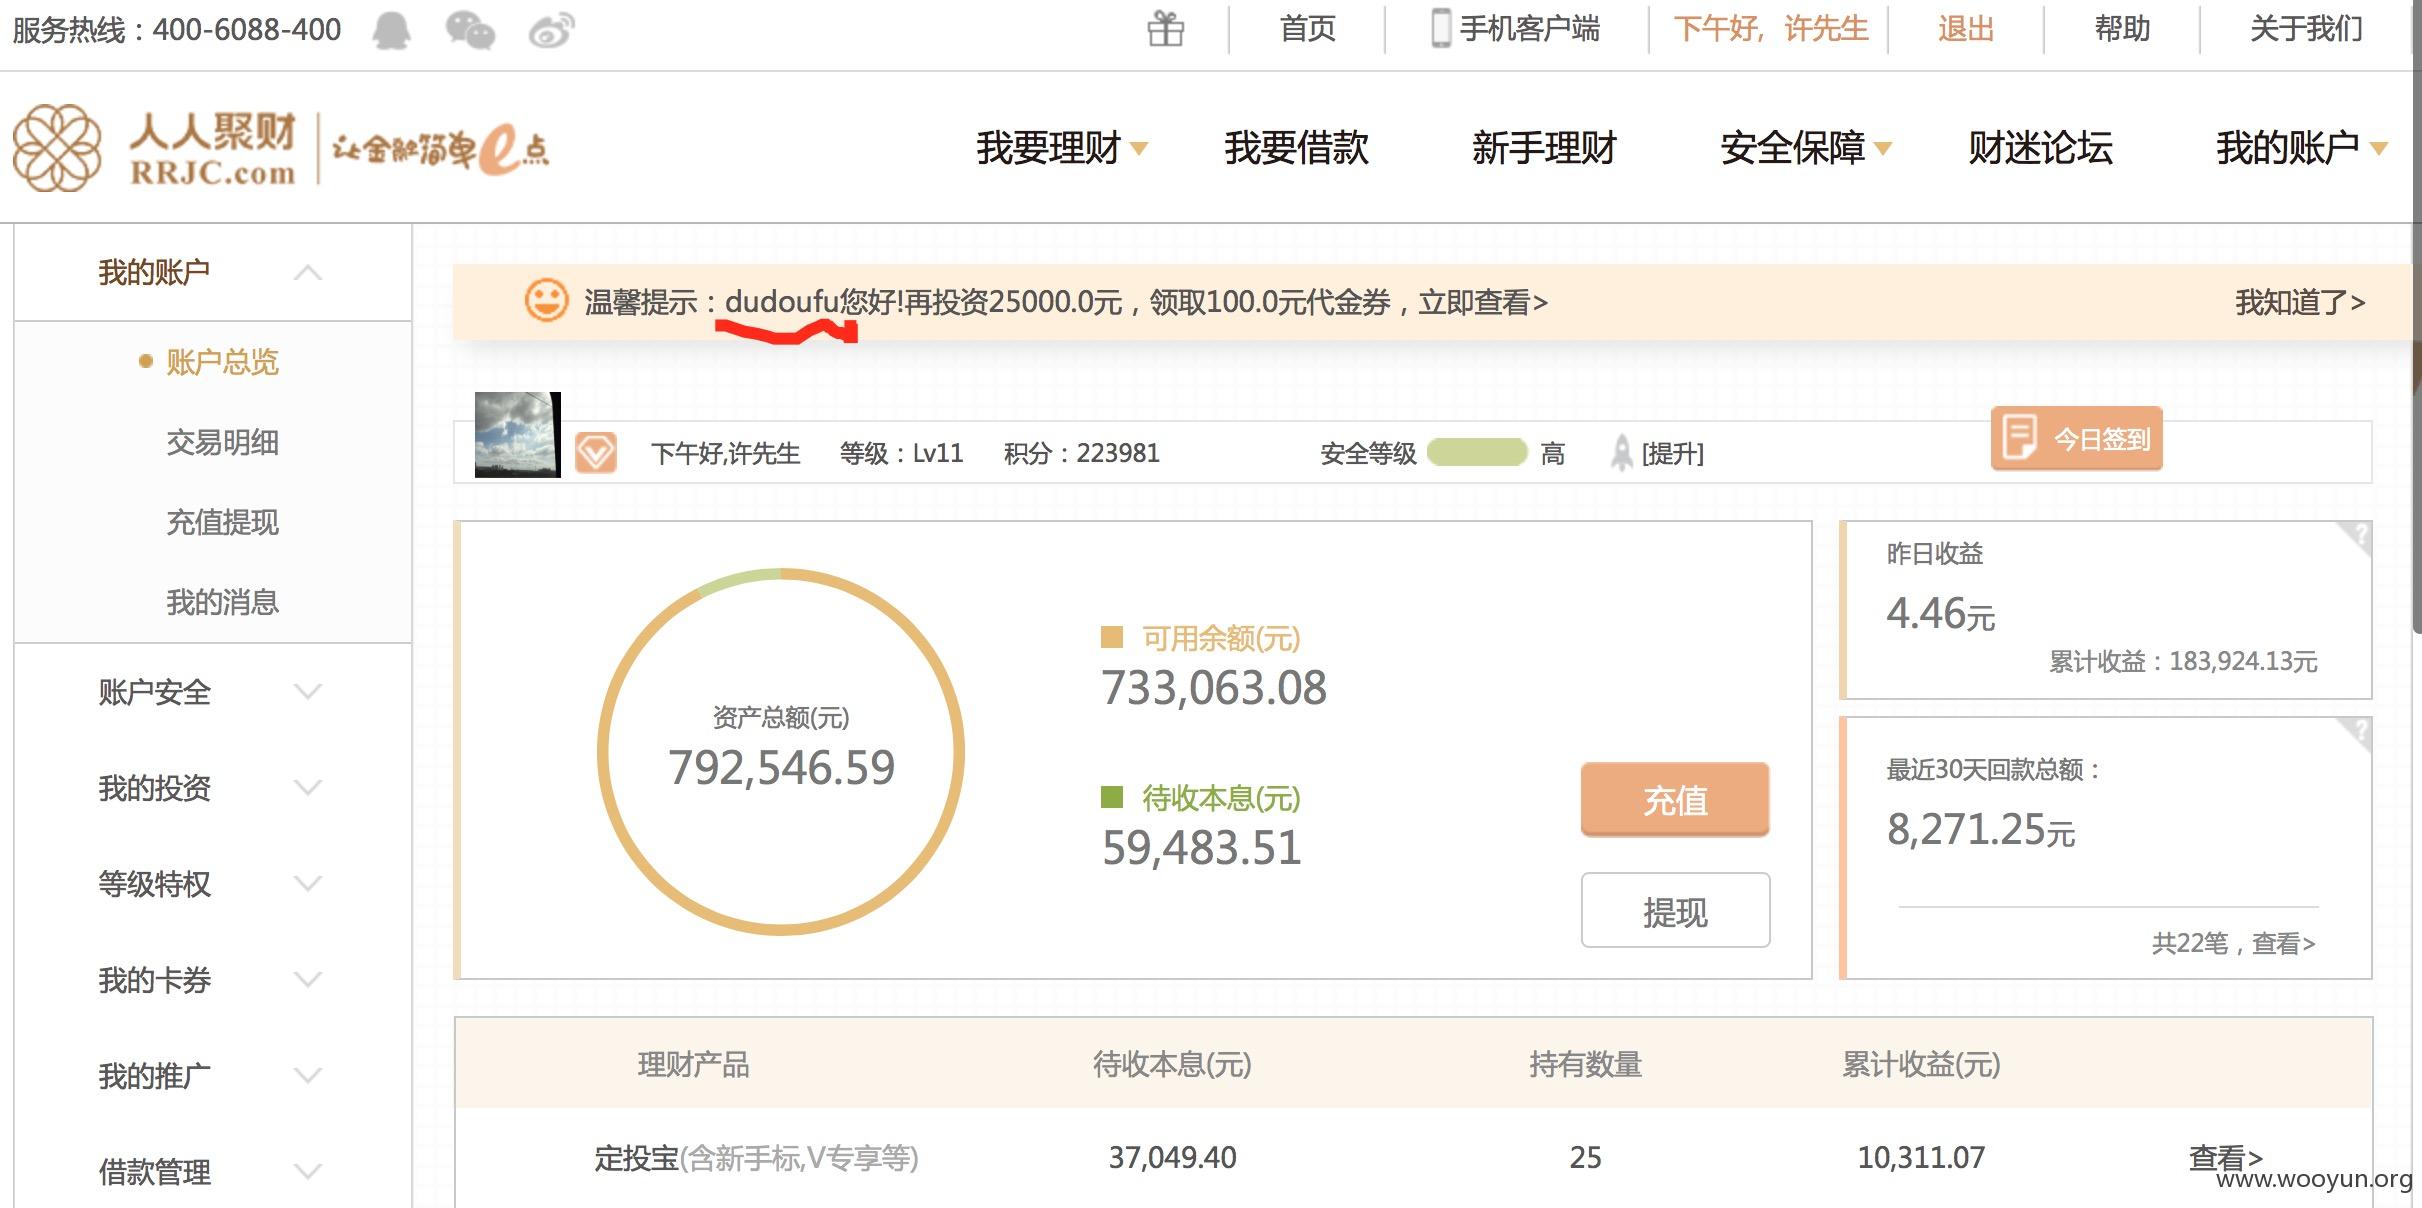 服务热线：400-6088-400
首页
手机客户端
下午好, 许先生
退出
帮助
关于我们
人人聚财
RRJC.com
让金融简单e点
我要理财
我要借款
新手理财
安全保障
财迷论坛
我的账户
我的账户
账户总览
交易明细
充值提现
我的消息
账户安全
我的投资
等级特权
我的卡券
我的推广
借款管理
温馨提示：dudoufu您好!再投资25000.0元，领取100.0元代金券，立即查看>
我知道了>
下午好,许先生
等级：Lv11
积分：223981
安全等级
高
[提升]
今日签到
资产总额(元)
792,546.59
可用余额(元)
733,063.08
待收本息(元)
59,483.51
充值
提现
?
昨日收益
4.46元
累计收益：183,924.13元
?
最近30天回款总额：
8,271.25元
共22笔，查看>
理财产品
待收本息(元)
持有数量
累计收益(元)
定投宝(含新手标,V专享等)
37,049.40
25
10,311.07
查看>
www.wooyun.org